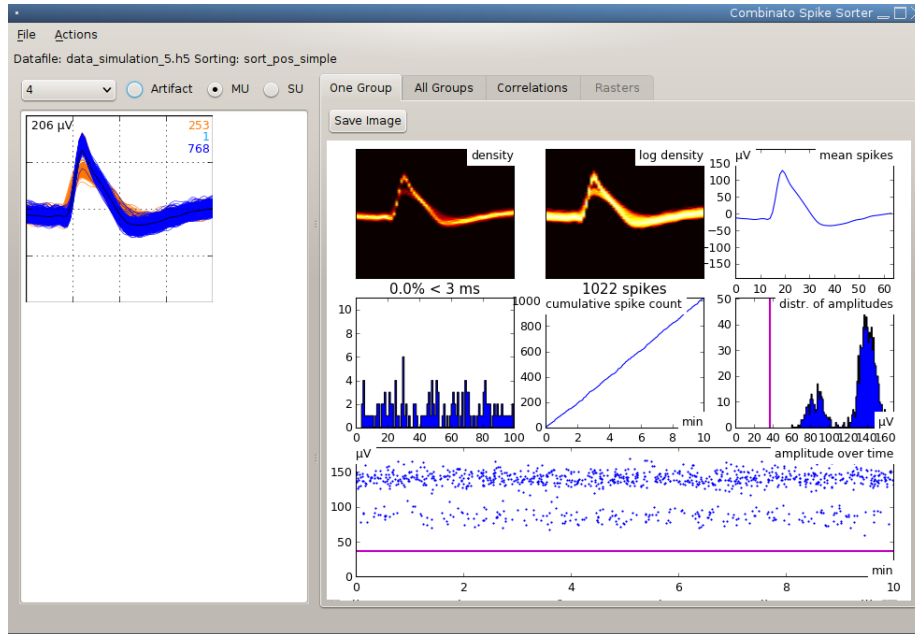 Combinato Spike Sorter
File Actions
Datafile: data_simulation_5.h5 Sorting: sort_pos_simple
4 Artifact MU SU
One Group All Groups Correlations Rasters
Save Image
206 µV 253
1
768
density
log density
µV mean spikes
150
100
50
0
−50
−100
−150
0 10 20 30 40 50 60
0.0% < 3 ms
10
8
6
4
2
0
0 20 40 60 80 100
1022 spikes
cumulative spike count
1000
800
600
400
200
0
min
0 2 4 6 8 10
distr. of amplitudes
50
40
30
20
10
0
µV
0 20 40 60 80 100 120 140 160
µV amplitude over time
150
100
50
0
min
0 2 4 6 8 10